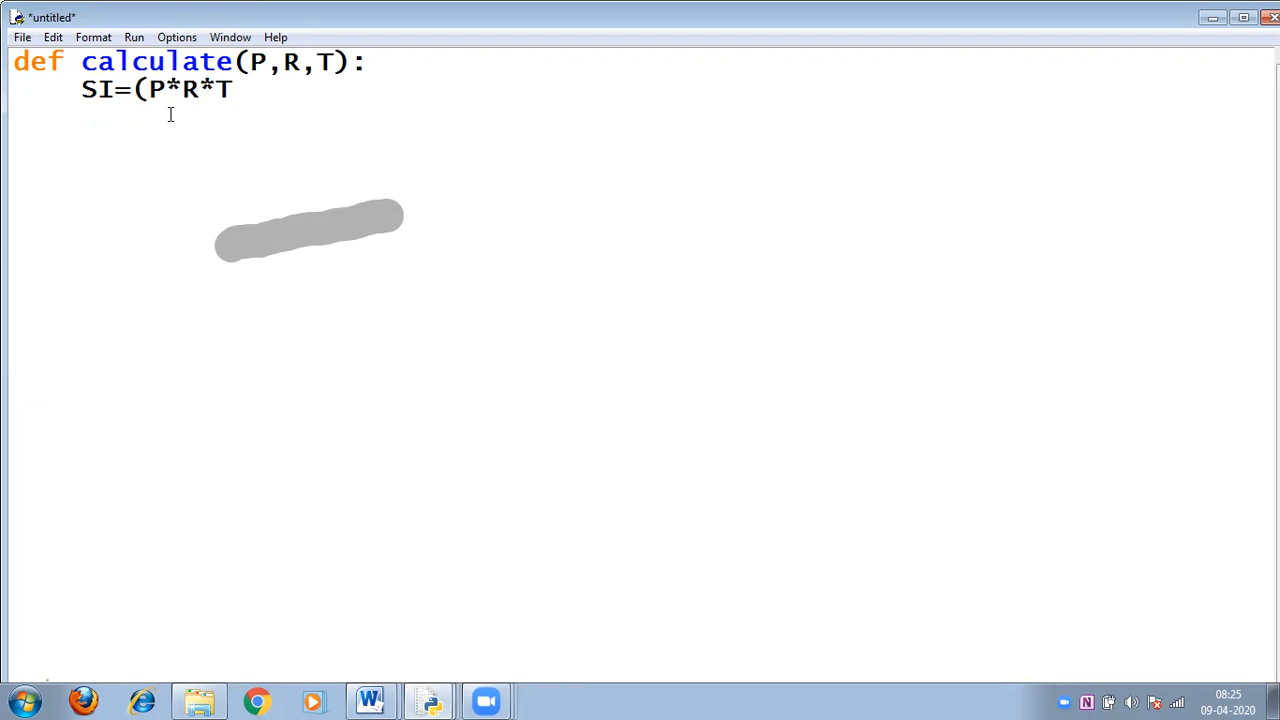 *untitled*
File Edit Format Run Options Window Help
def calculate(P,R,T):
SI=(P*R*T
08:25
09-04-2020